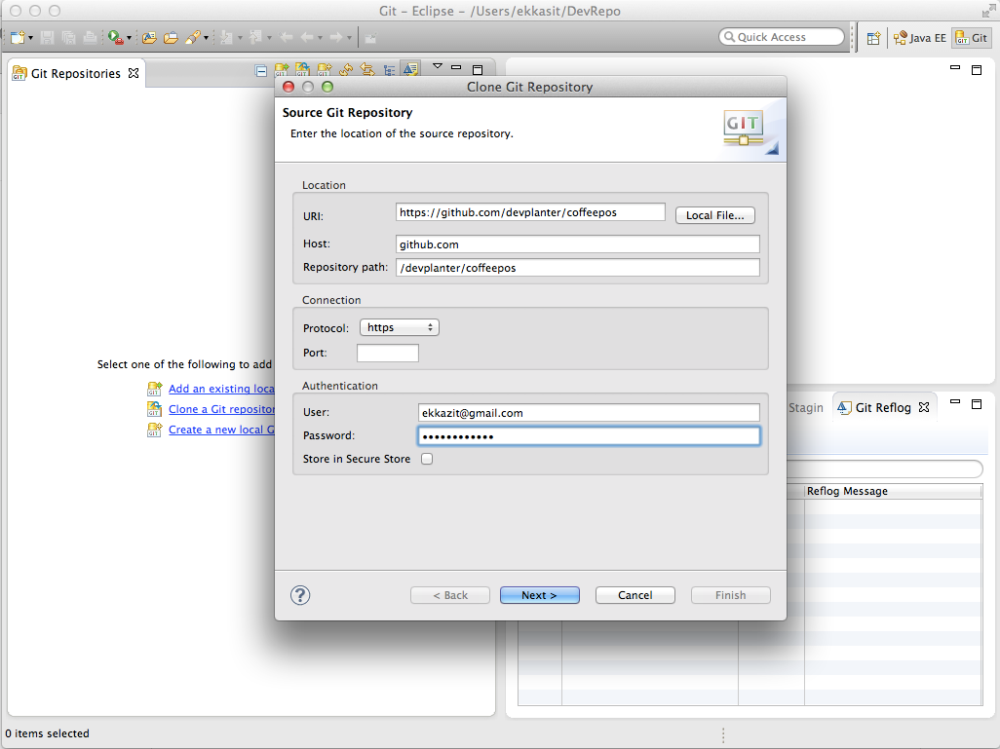 Git - Eclipse - /Users/ekkasit/DevRepo
Quick Access
Java EE
GIT Git
GIT Git Repositories
Clone Git Repository
Source Git Repository
Enter the location of the source repository.
GIT
Location
URI: https://github.com/devplanter/coffeepos Local File...
Host: github.com
Repository path: /devplanter/coffeepos
Connection
Protocol: https
Port:
Authentication
User: ekkazit@gmail.com
Password: ••••••••••••
Store in Secure Store
? < Back Next > Cancel Finish
Select one of the following to add
Add an existing loca
Clone a Git repositor
Create a new local G
Stagin Git Reflog
Reflog Message
0 items selected